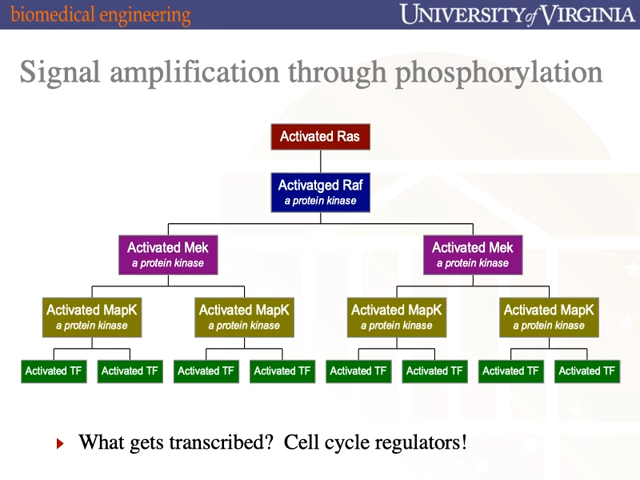 biomedical engineering
UNIVERSITY of VIRGINIA
Signal amplification through phosphorylation
Activated Ras
Activatged Raf
a protein kinase
Activated Mek
a protein kinase
Activated Mek
a protein kinase
Activated MapK
a protein kinase
Activated MapK
a protein kinase
Activated MapK
a protein kinase
Activated MapK
a protein kinase
Activated TF
Activated TF
Activated TF
Activated TF
Activated TF
Activated TF
Activated TF
Activated TF
What gets transcribed? Cell cycle regulators!